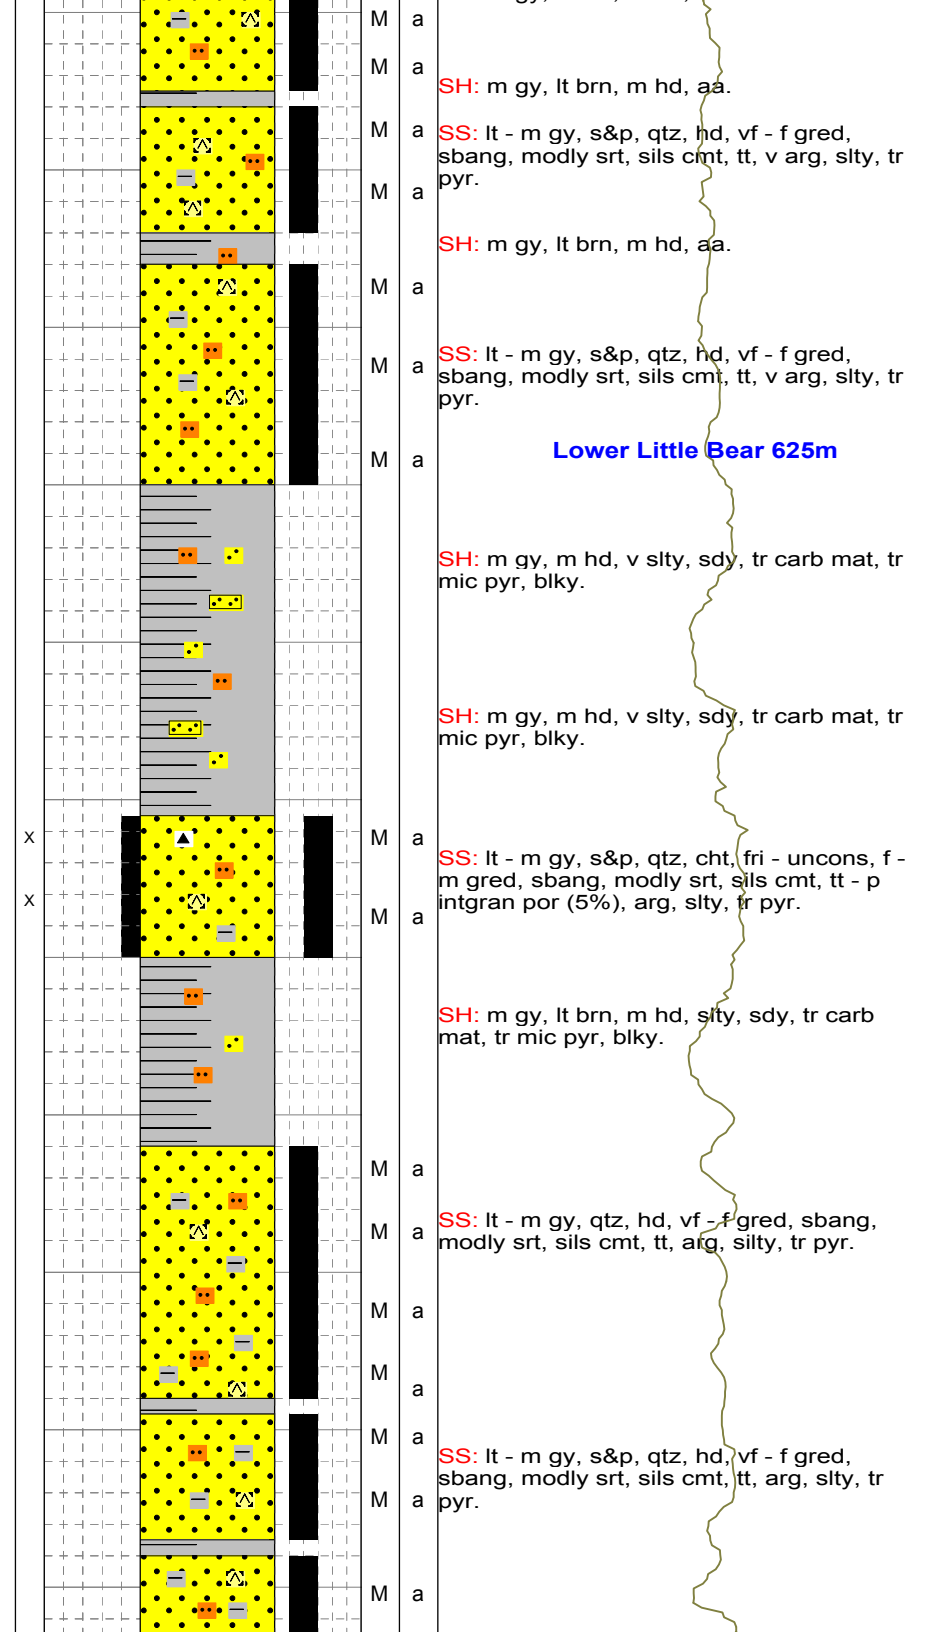 M a
M a
SH: m gy, lt brn, m hd, aa.
M a
SS: lt - m gy, s&p, qtz, hd, vf - f gred,
sbang, modly srt, sils cmt, tt, v arg, slty, tr
pyr.
M a
SH: m gy, lt brn, m hd, aa.
M a
SS: lt - m gy, s&p, qtz, hd, vf - f gred,
sbang, modly srt, sils cmt, tt, v arg, slty, tr
pyr.
M a
Lower Little Bear 625m
M a
SH: m gy, m hd, v slty, sdy, tr carb mat, tr
mic pyr, blky.
SH: m gy, m hd, v slty, sdy, tr carb mat, tr
mic pyr, blky.
x M a
SS: lt - m gy, s&p, qtz, cht, fri - uncons, f -
m gred, sbang, modly srt, sils cmt, tt - p
intgran por (5%), arg, slty, tr pyr.
x
M a
SH: m gy, lt brn, m hd, slty, sdy, tr carb
mat, tr mic pyr, blky.
M a
SS: lt - m gy, qtz, hd, vf - f gred, sbang,
modly srt, sils cmt, tt, arg, silty, tr pyr.
M a
M a
M a
M a
SS: lt - m gy, s&p, qtz, hd, vf - f gred,
sbang, modly srt, sils cmt, tt, arg, slty, tr
pyr.
M a
M a